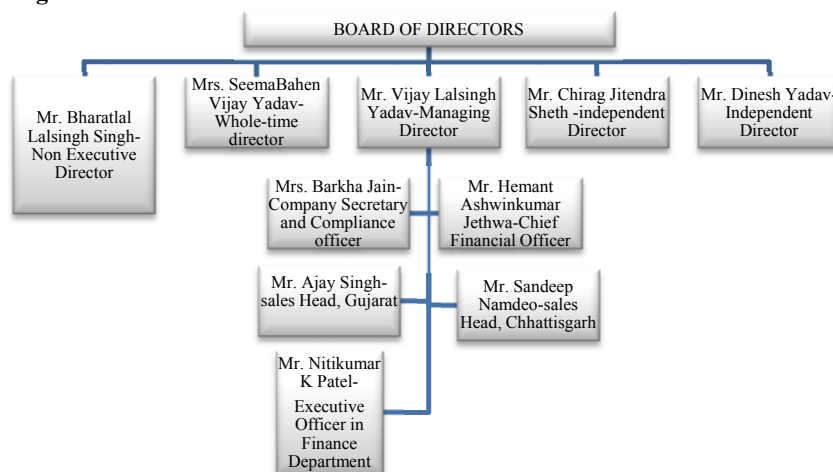 BOARD OF DIRECTORS
Mr. Bharatlal
Lalsingh Singh-
Non Executive
Director
Mrs. SeemaBahen
Vijay Yadav-
Whole-time
director
Mr. Vijay Lalsingh
Yadav-Managing
Director
Mr. Chirag Jitendra
Sheth -independent
Director
Mr. Dinesh Yadav-
Independent
Director
Mrs. Barkha Jain-
Company Secretary
and Compliance
officer
Mr. Hemant
Ashwinkumar
Jethwa-Chief
Financial Officer
Mr. Ajay Singh-
sales Head, Gujarat
Mr. Sandeep
Namdeo-sales
Head, Chhattisgarh
Mr. Nitikumar
K Patel-
Executive
Officer in
Finance
Department